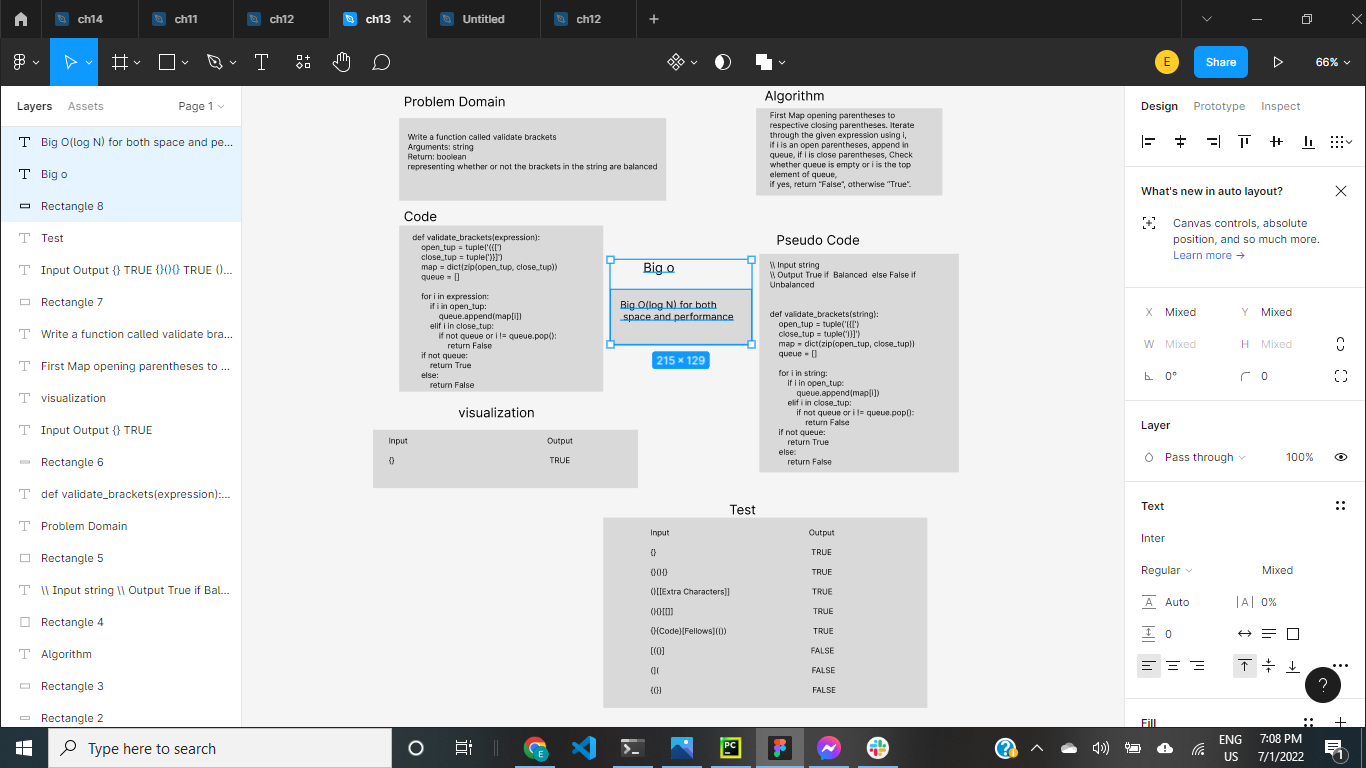 ch14
ch11
ch12
ch13
Untitled
ch12
E
Share
66%
Layers
Assets
Page 1
Big O(log N) for both space and pe...
Big o
Rectangle 8
Test
Input Output {} TRUE {}(){} TRUE ()...
Rectangle 7
Write a function called validate bra...
First Map opening parentheses to ...
visualization
Input Output {} TRUE
Rectangle 6
def validate_brackets(expression):...
Problem Domain
Rectangle 5
\\ Input string \\ Output True if Bal...
Rectangle 4
Algorithm
Rectangle 3
Rectangle 2
Problem Domain
Write a function called validate brackets
Arguments: string
Return: boolean
representing whether or not the brackets in the string are balanced
Code
def validate_brackets(expression):
open_tup = tuple('({[')
close_tup = tuple(')}]')
map = dict(zip(open_tup, close_tup))
queue = []
for i in expression:
if i in open_tup:
queue.append(map[i])
elif i in close_tup:
if not queue or i != queue.pop():
return False
if not queue:
return True
else:
return False
Big o
Big O(log N) for both
space and performance
215 × 129
Algorithm
First Map opening parentheses to
respective closing parentheses. Iterate
through the given expression using i,
if i is an open parentheses, append in
queue, if i is close parentheses, Check
whether queue is empty or i is the top
element of queue,
if yes, return "False", otherwise "True".
Pseudo Code
\\ Input string
\\ Output True if Balanced else False if
Unbalanced
def validate_brackets(string):
open_tup = tuple('({[')
close_tup = tuple(')}]')
map = dict(zip(open_tup, close_tup))
queue = []
for i in string:
if i in open_tup:
queue.append(map[i])
elif i in close_tup:
if not queue or i != queue.pop():
return False
if not queue:
return True
else:
return False
visualization
Input Output
{} TRUE
Test
Input Output
{} TRUE
{}(){} TRUE
()[[Extra Characters]] TRUE
(){}[[]] TRUE
{}{Code}[Fellows](()) TRUE
[({}] FALSE
(]( FALSE
{(}) FALSE
Design
Prototype
Inspect
What's new in auto layout?
Canvas controls, absolute
position, and so much more.
Learn more →
X Mixed Y Mixed
W Mixed H Mixed
0° 0
Layer
Pass through 100%
Text
Inter
Regular Mixed
A Auto |A| 0%
0
Fill
?
Type here to search
E
PC
ENG
US
7:08 PM
7/1/2022
1